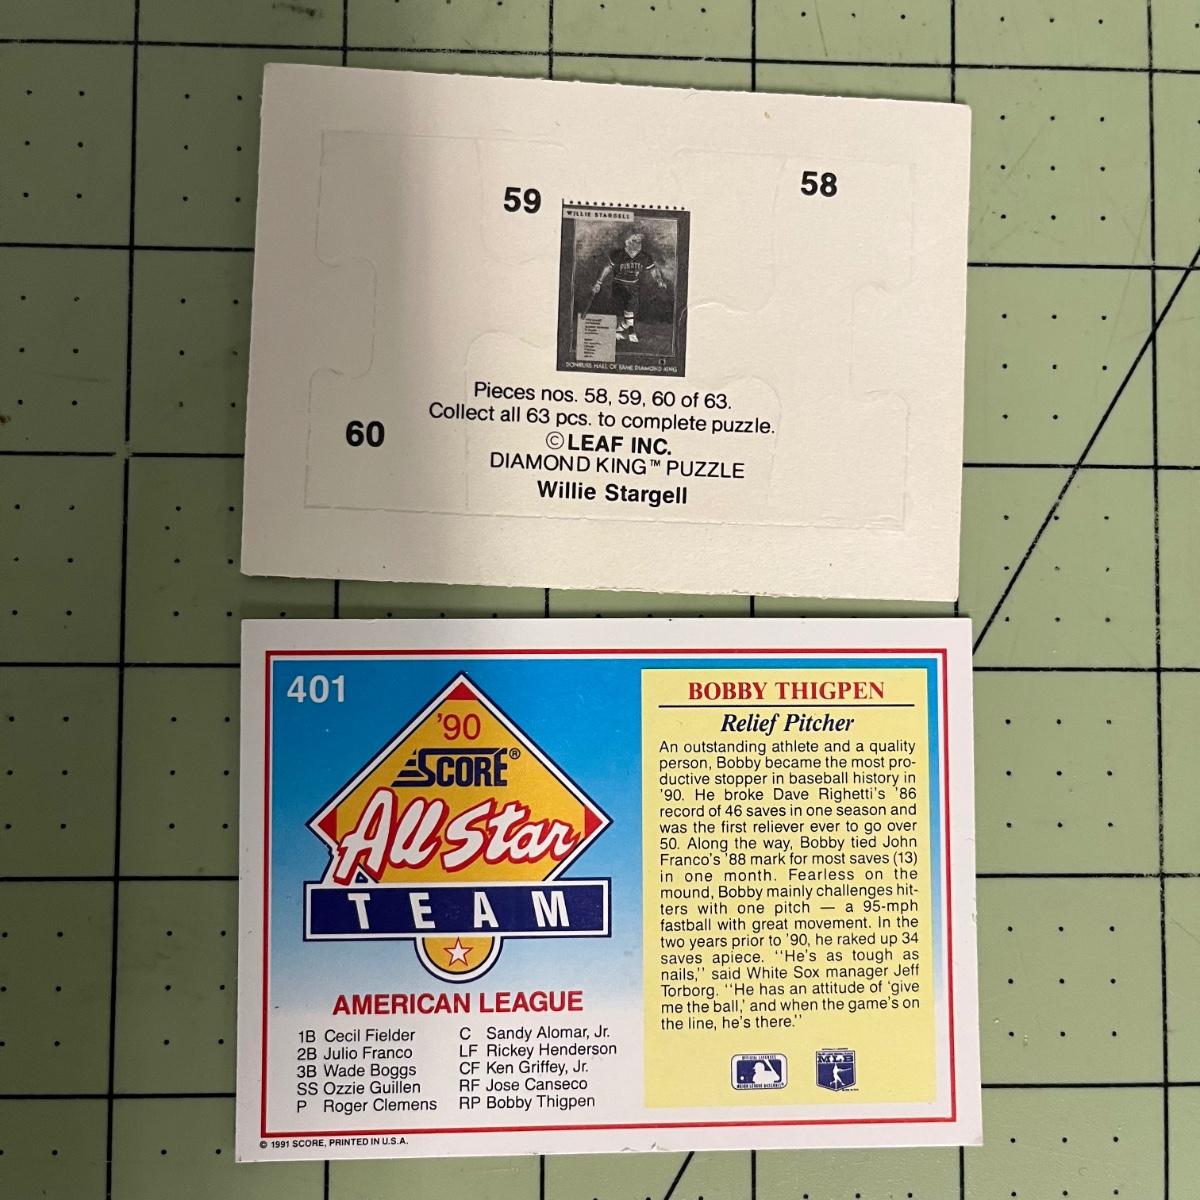 59
58
WILLIE STARGELL
PIRATES
DONRUSS HALL OF FAME DIAMOND KING
Pieces nos. 58, 59, 60 of 63.
Collect all 63 pcs. to complete puzzle.
60
© LEAF INC.
DIAMOND KING™ PUZZLE
Willie Stargell
401
'90
SCORE®
All Star
TEAM
AMERICAN LEAGUE
1B Cecil Fielder
2B Julio Franco
3B Wade Boggs
SS Ozzie Guillen
P Roger Clemens
C Sandy Alomar, Jr.
LF Rickey Henderson
CF Ken Griffey, Jr.
RF Jose Canseco
RP Bobby Thigpen
© 1991 SCORE, PRINTED IN U.S.A.
BOBBY THIGPEN
Relief Pitcher
An outstanding athlete and a quality
person, Bobby became the most pro-
ductive stopper in baseball history in
'90. He broke Dave Righetti's '86
record of 46 saves in one season and
was the first reliever ever to go over
50. Along the way, Bobby tied John
Franco's '88 mark for most saves (13)
in one month. Fearless on the
mound, Bobby mainly challenges hit-
ters with one pitch — a 95-mph
fastball with great movement. In the
two years prior to '90, he raked up 34
saves apiece. "He's as tough as
nails," said White Sox manager Jeff
Torborg. "He has an attitude of 'give
me the ball,' and when the game's on
the line, he's there."
MLB